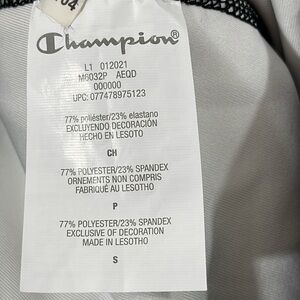 04
Champion®
L1 012021
M6032P AEQD
000000
UPC: 077478975123
77% poliéster/23% elastano
EXCLUYENDO DECORACIÓN
HECHO EN LESOTO
CH
77% POLYESTER/23% SPANDEX
ORNEMENTS NON COMPRIS
FABRIQUÉ AU LESOTHO
P
77% POLYESTER/23% SPANDEX
EXCLUSIVE OF DECORATION
MADE IN LESOTHO
S